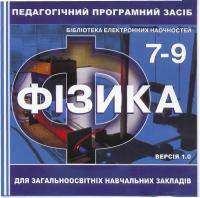 ПЕДАГОГІЧНИЙ ПРОГРАМНИЙ ЗАСІБ
БІБЛІОТЕКА ЕЛЕКТРОННИХ НАОЧНОСТЕЙ
7-9
ФІЗИКА
ВЕРСІЯ 1.0
ДЛЯ ЗАГАЛЬНООСВІТНІХ НАВЧАЛЬНИХ ЗАКЛАДІВ